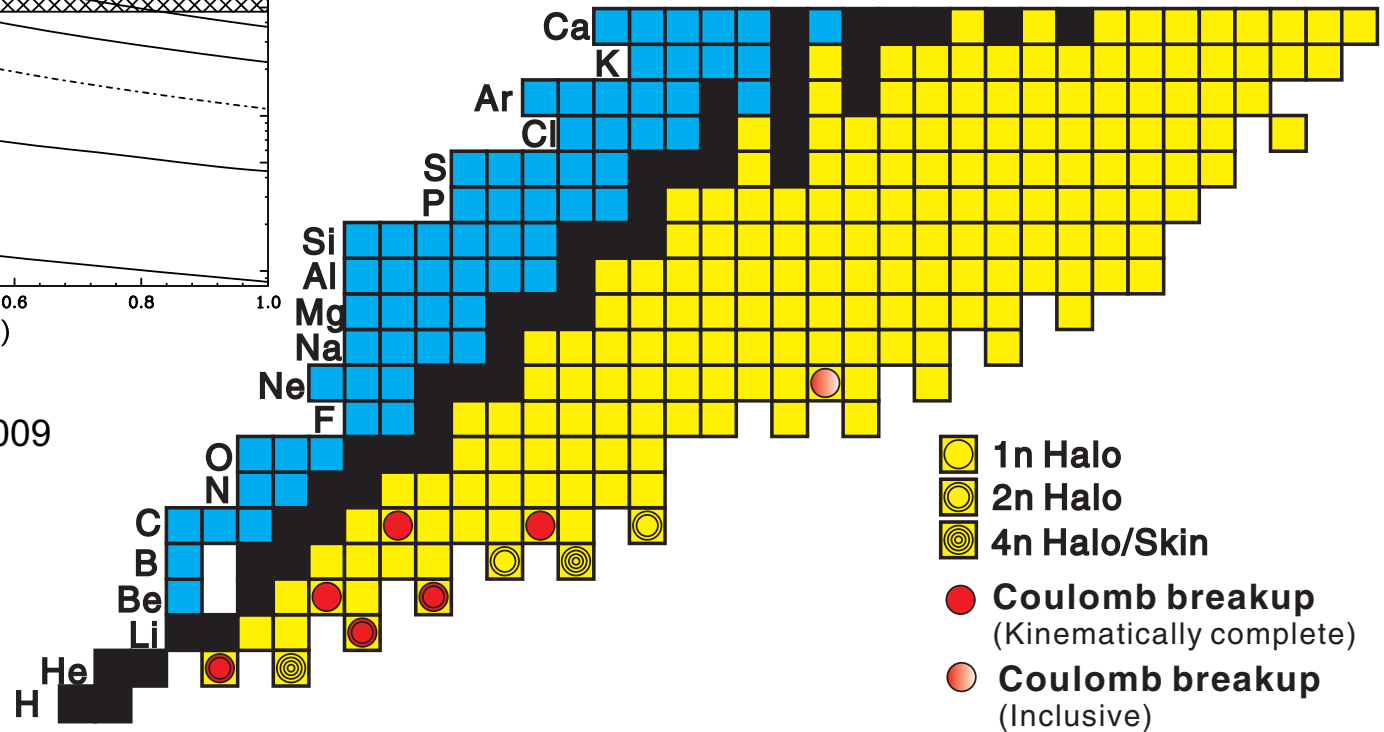 Ca
K
Ar
Cl
S
P
Si
Al
Mg
Na
Ne
F
O
N
C
B
Be
Li
He
H
0.6 0.8 1.0
)
009
1n Halo
2n Halo
4n Halo/Skin
Coulomb breakup
(Kinematically complete)
Coulomb breakup
(Inclusive)